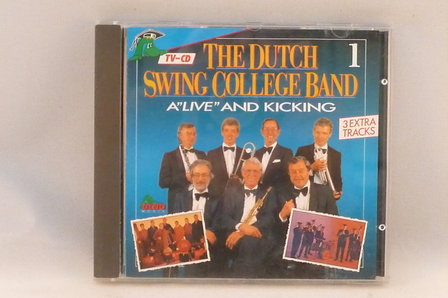 TV-CD
THE DUTCH
1
SWING COLLEGE BAND
A"LIVE" AND KICKING
3 EXTRA
TRACKS